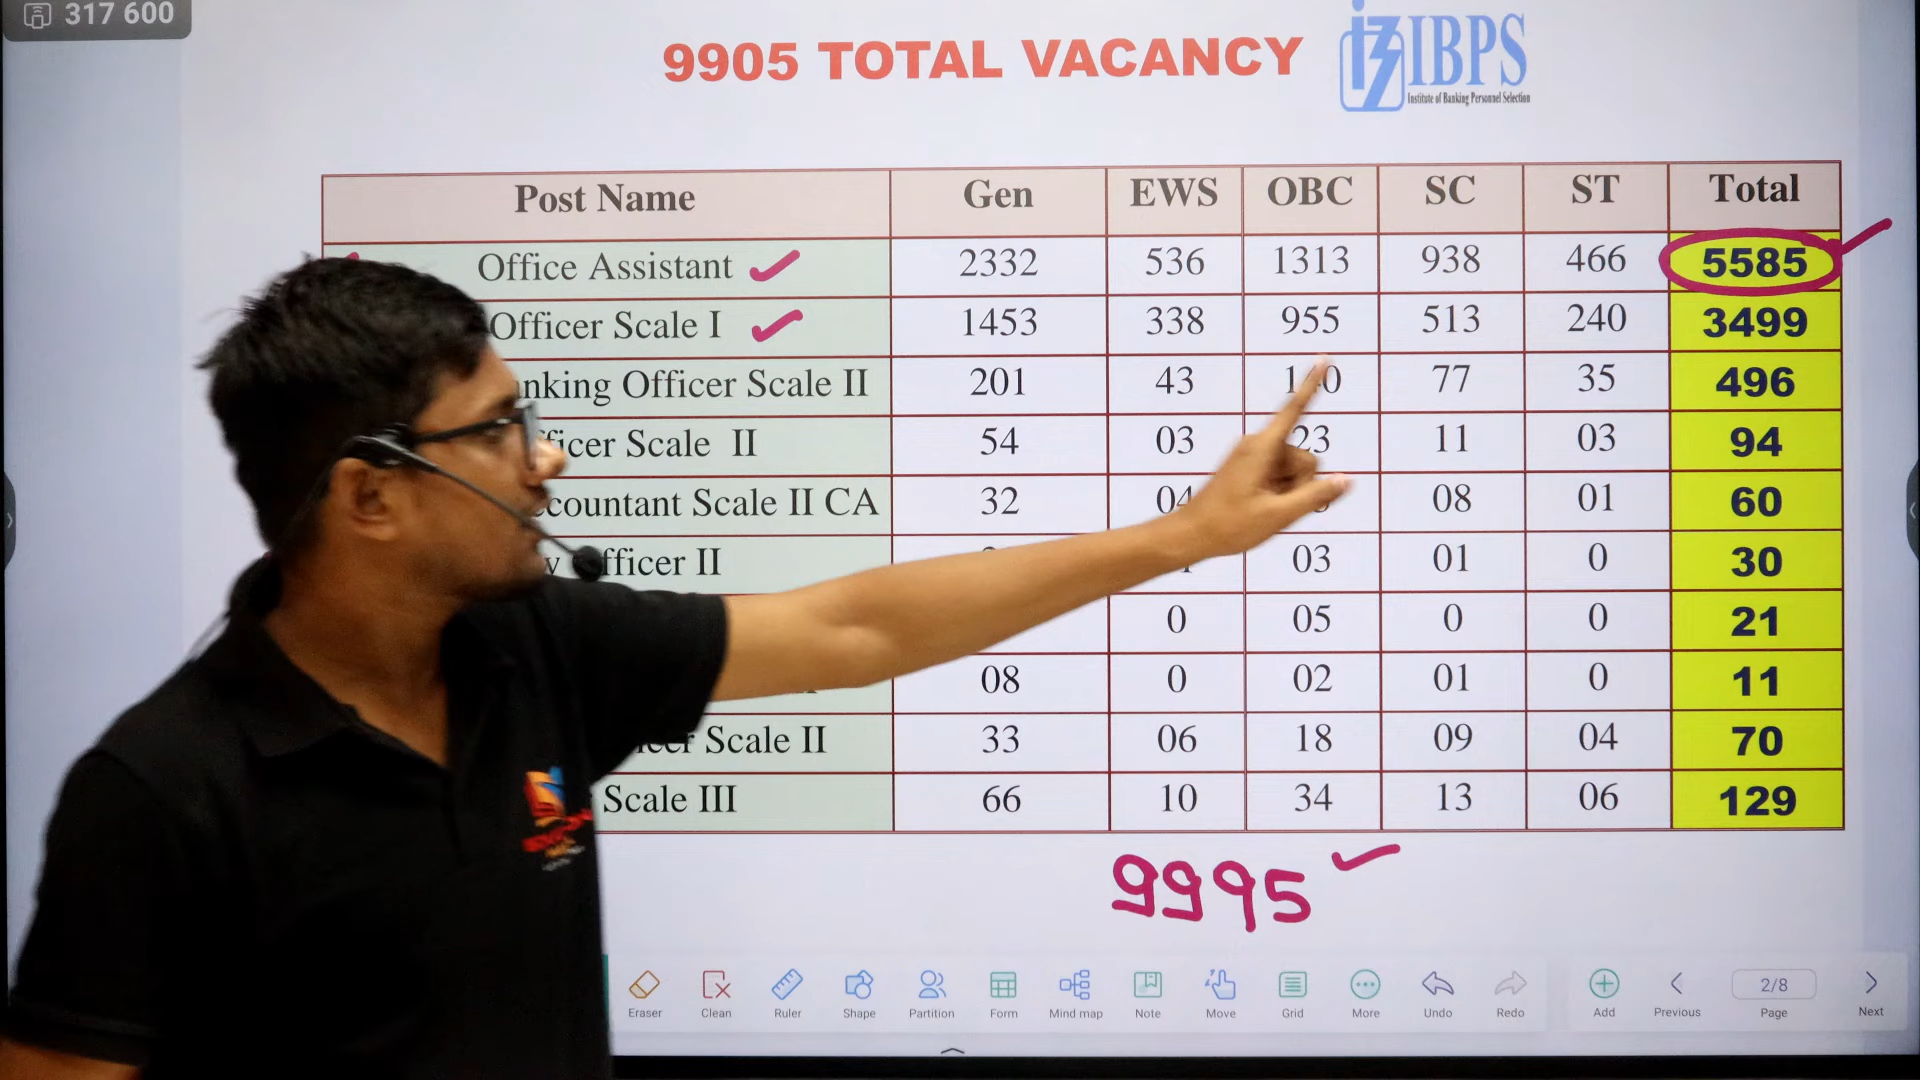 317 600
9905 TOTAL VACANCY
IBPS
Institute of Banking Personnel Selection
Post Name Gen EWS OBC SC ST Total
Office Assistant 2332 536 1313 938 466 5585
Officer Scale I 1453 338 955 513 240 3499
nking Officer Scale II 201 43 77 35 496
ficer Scale II 54 03 23 11 03 94
countant Scale II CA 32 04 08 01 60
fficer II 03 01 0 30
0 05 0 0 21
08 0 02 01 0 11
Scale II 33 06 18 09 04 70
Scale III 66 10 34 13 06 129
9995
Eraser Clean Ruler Shape Partition Form Mind map Note Move Grid More Undo Redo Add Previous 2/8 Page Next